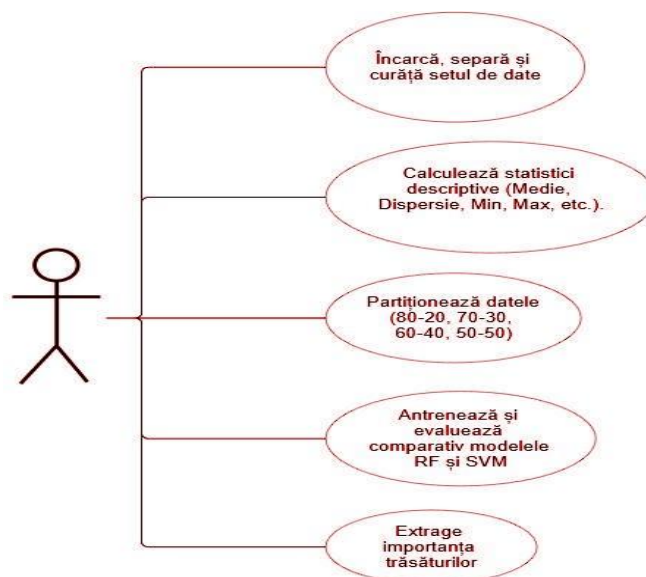 Încarcă, separă și
curăță setul de date
Calculează statistici
descriptive (Medie,
Dispersie, Min, Max, etc.).
Partiționează datele
(80-20, 70-30,
60-40, 50-50)
Antrenează și
evaluează
comparativ modelele
RF și SVM
Extrage
importanța
trăsăturilor